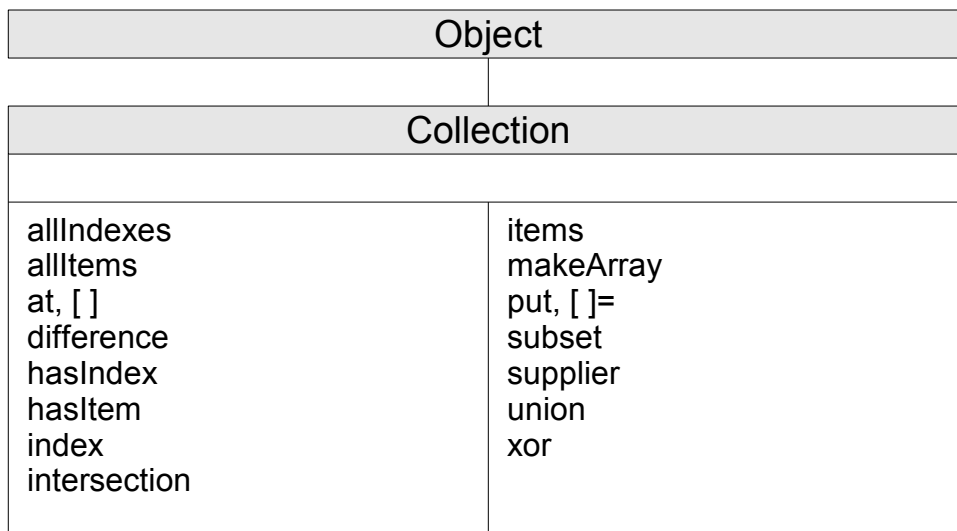 Object
Collection
allIndexes
allItems
at, [ ]
difference
hasIndex
hasItem
index
intersection
items
makeArray
put, [ ]=
subset
supplier
union
xor